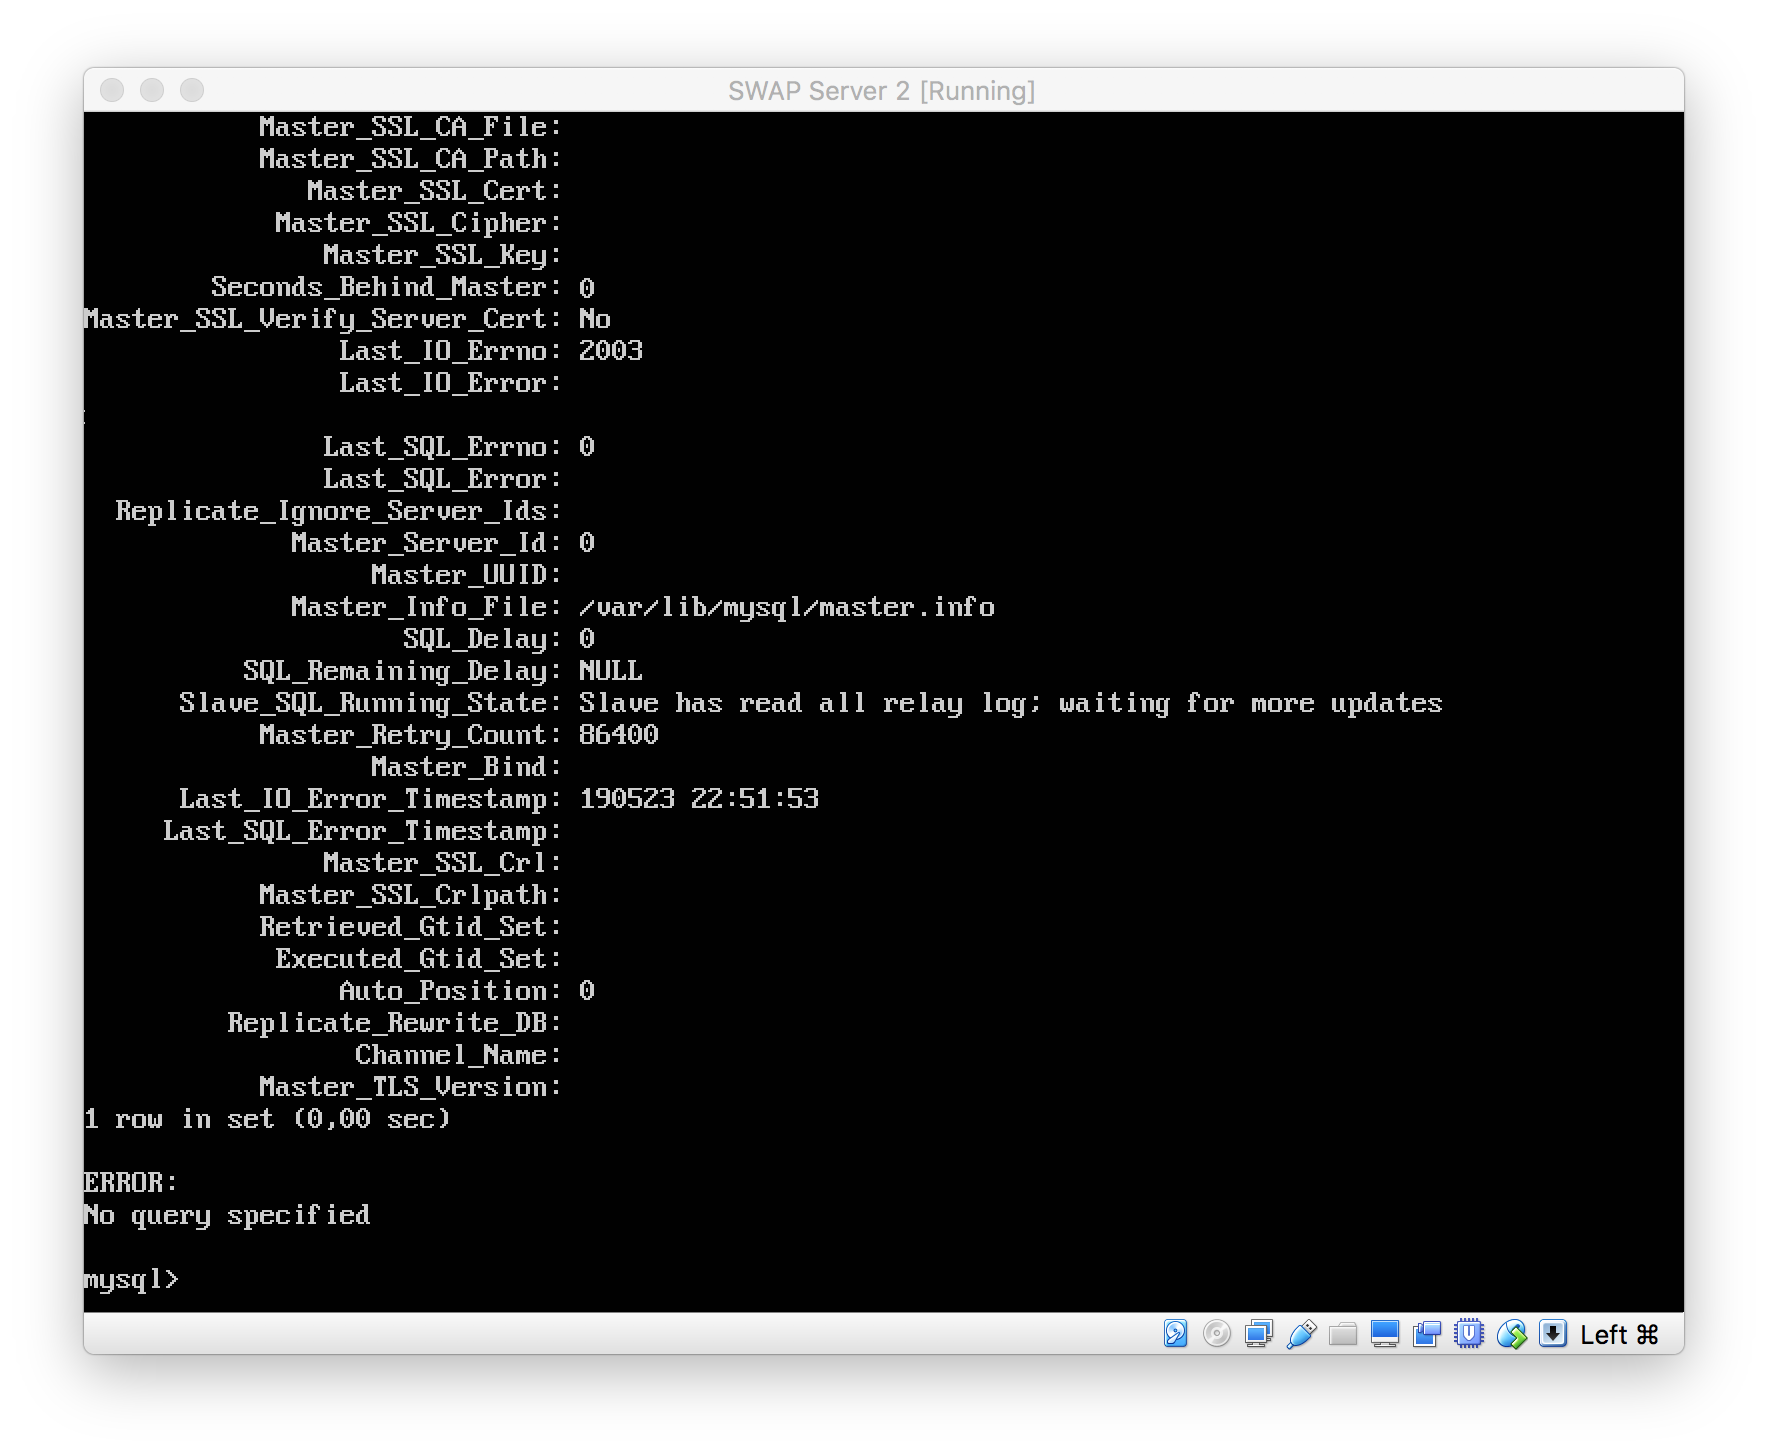 SWAP Server 2 [Running]
Master_SSL_CA_File:
Master_SSL_CA_Path:
Master_SSL_Cert:
Master_SSL_Cipher:
Master_SSL_Key:
Seconds_Behind_Master: 0
Master_SSL_Verify_Server_Cert: No
Last_IO_Errno: 2003
Last_IO_Error:
Last_SQL_Errno: 0
Last_SQL_Error:
Replicate_Ignore_Server_Ids:
Master_Server_Id: 0
Master_UUID:
Master_Info_File: /var/lib/mysql/master.info
SQL_Delay: 0
SQL_Remaining_Delay: NULL
Slave_SQL_Running_State: Slave has read all relay log; waiting for more updates
Master_Retry_Count: 86400
Master_Bind:
Last_IO_Error_Timestamp: 190523 22:51:53
Last_SQL_Error_Timestamp:
Master_SSL_Crl:
Master_SSL_Crlpath:
Retrieved_Gtid_Set:
Executed_Gtid_Set:
Auto_Position: 0
Replicate_Rewrite_DB:
Channel_Name:
Master_TLS_Version:
1 row in set (0,00 sec)
ERROR:
No query specified
mysql>
Left ⌘